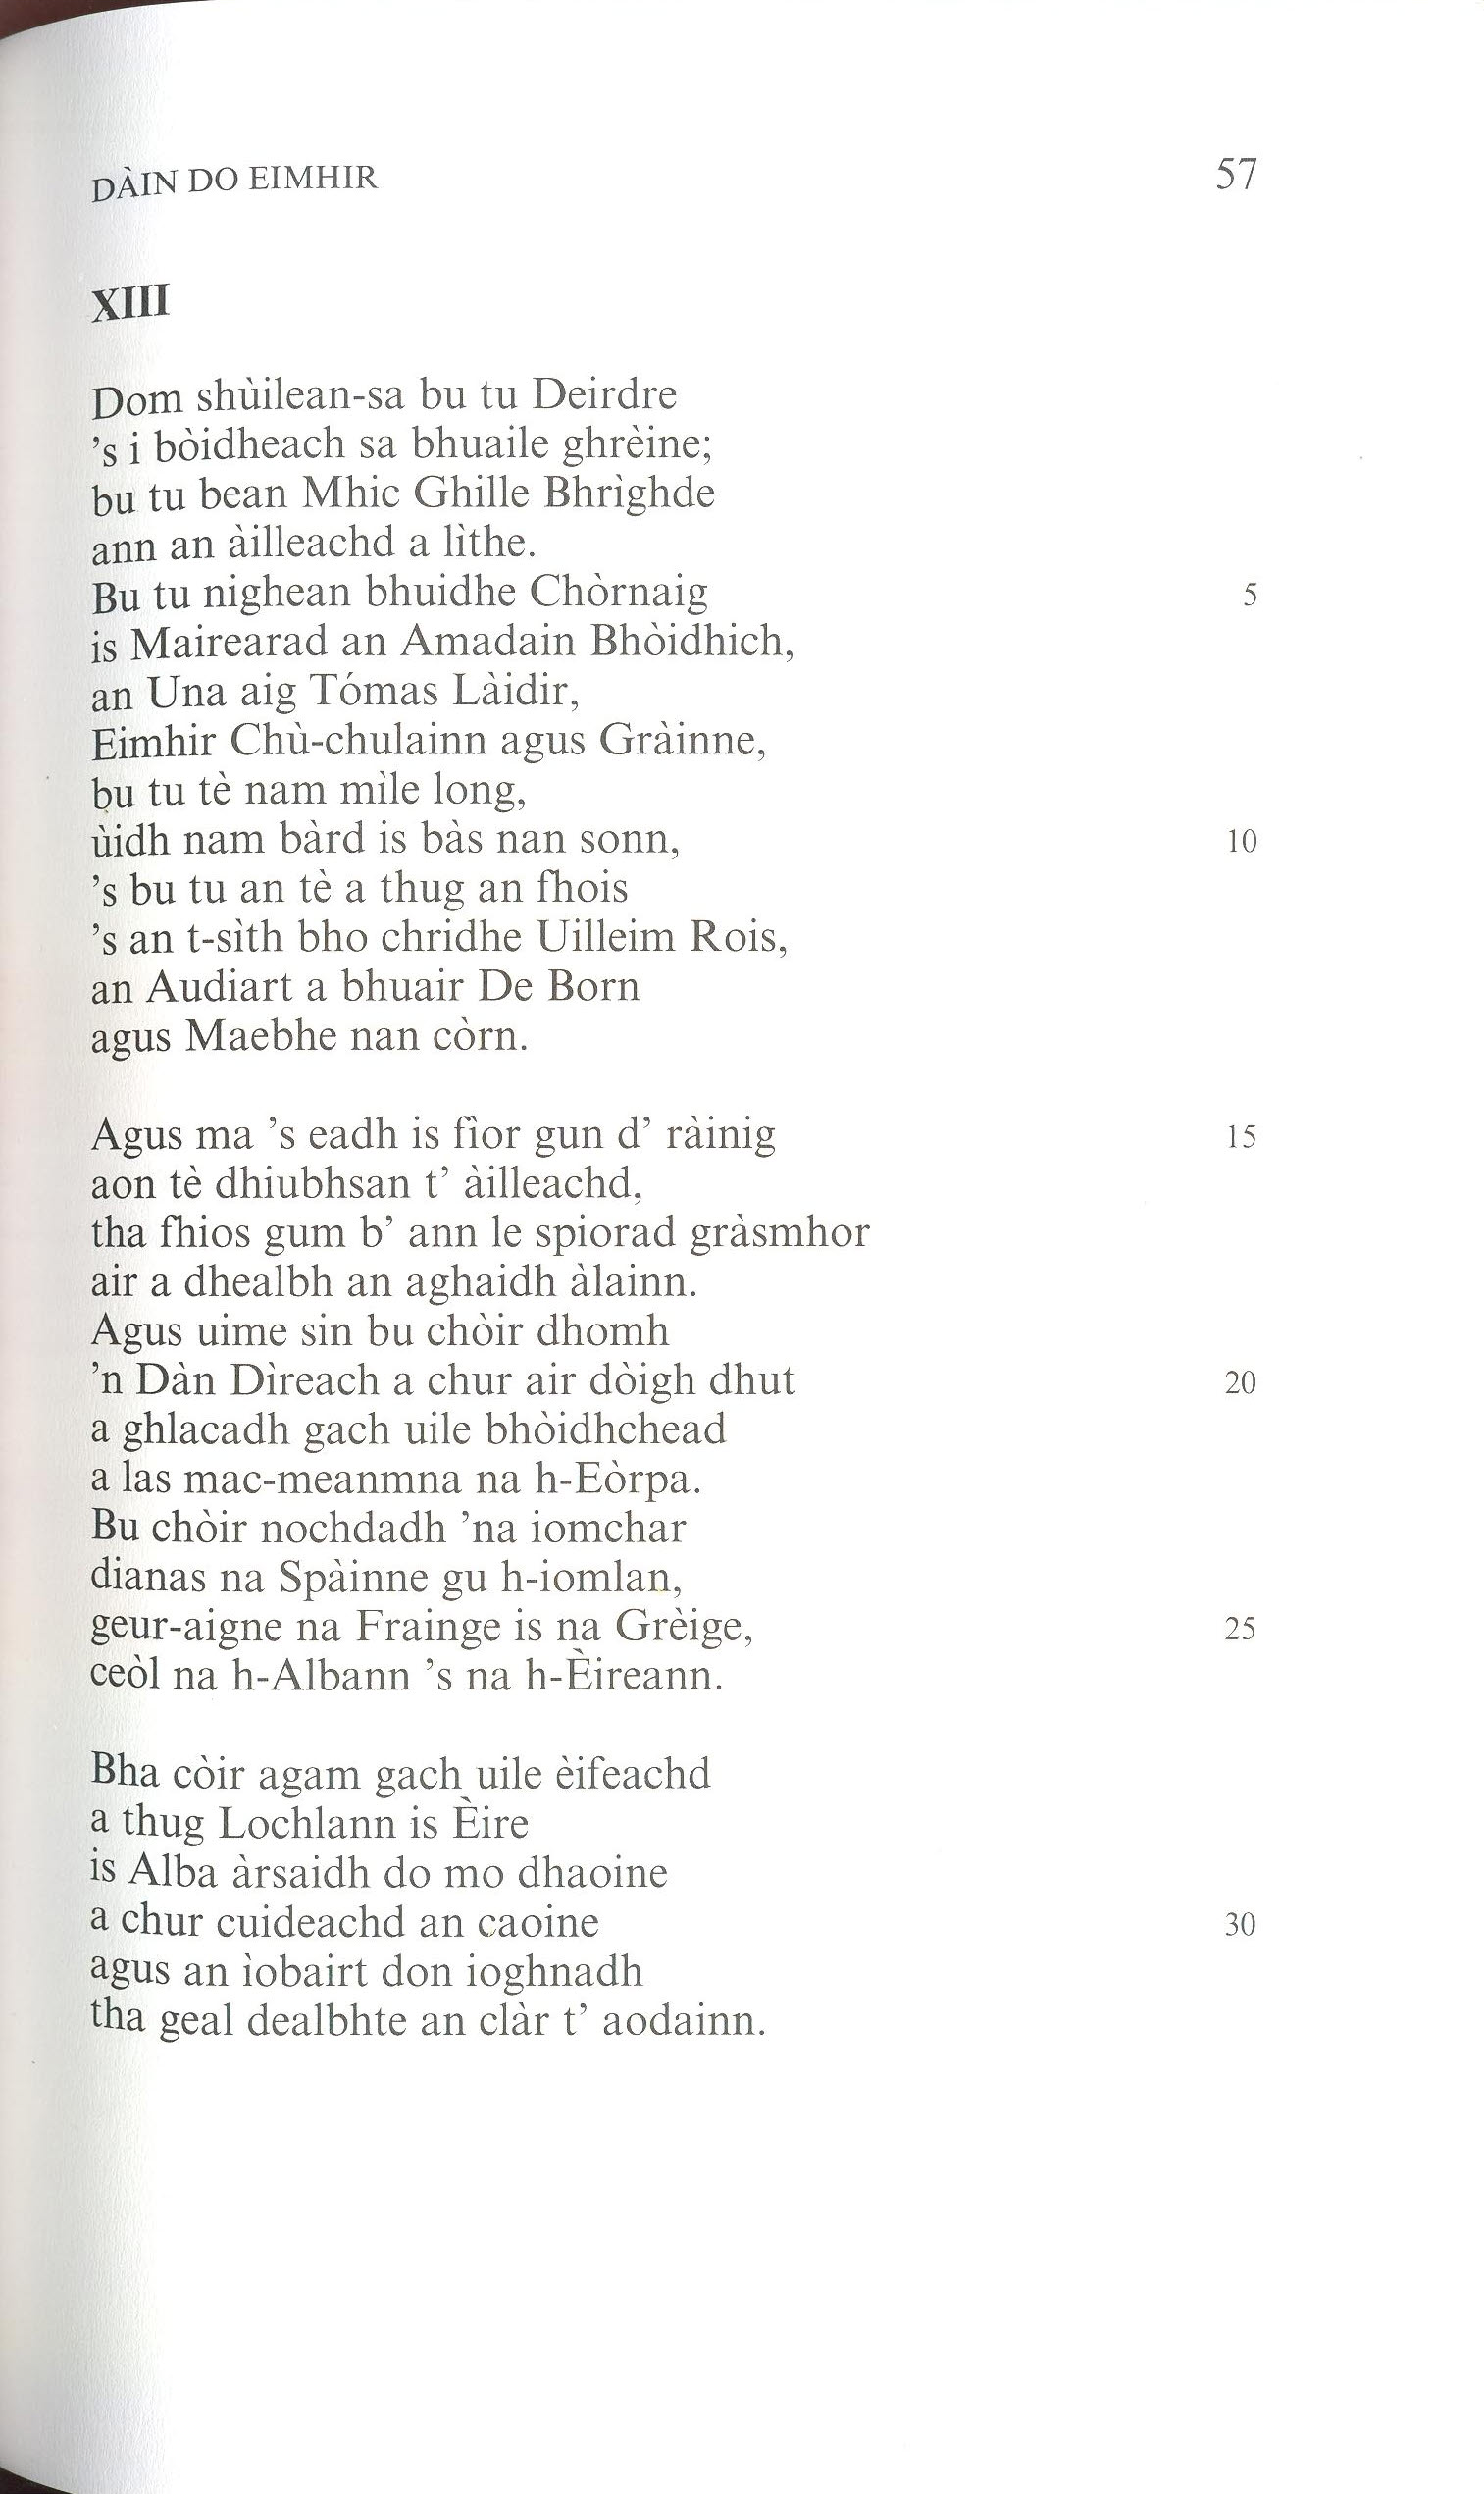 DÀIN DO EIMHIR 57
XIII
Dom shùilean-sa bu tu Deirdre
’s i bòidheach sa bhuaile ghrèine;
bu tu bean Mhic Ghille Bhrìghde
ann an àilleachd a lìthe.
Bu tu nighean bhuidhe Chòrnaig 5
is Mairearad an Amadain Bhòidhich,
an Una aig Tómas Làidir,
Eimhir Chù-chulainn agus Gràinne,
bu tu tè nam mìle long,
ùidh nam bàrd is bàs nan sonn, 10
’s bu tu an tè a thug an fhois
’s an t-sìth bho chridhe Uilleim Rois,
an Audiart a bhuair De Born
agus Maebhe nan còrn.
Agus ma ’s eadh is fìor gun d’ ràinig 15
aon tè dhiubhsan t’ àilleachd,
tha fhios gum b’ ann le spiorad gràsmhor
air a dhealbh an aghaidh àlainn.
Agus uime sin bu chòir dhomh
’n Dàn Dìreach a chur air dòigh dhut 20
a ghlacadh gach uile bhòidhchead
a las mac-meanmna na h-Eòrpa.
Bu chòir nochdadh ’na iomchar
dianas na Spàinne gu h-iomlan,
geur-aigne na Frainge is na Grèige, 25
ceòl na h-Albann ’s na h-Èireann.
Bha còir agam gach uile èifeachd
a thug Lochlann is Èire
is Alba àrsaidh do mo dhaoine
a chur cuideachd an caoine 30
agus an ìobairt don ioghnadh
tha geal dealbhte an clàr t’ aodainn.